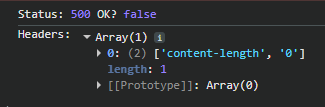 Status: 500 OK? false
Headers: ▼ Array(1) i
▶ 0: (2) ['content-length', '0']
length: 1
▶ [[Prototype]]: Array(0)